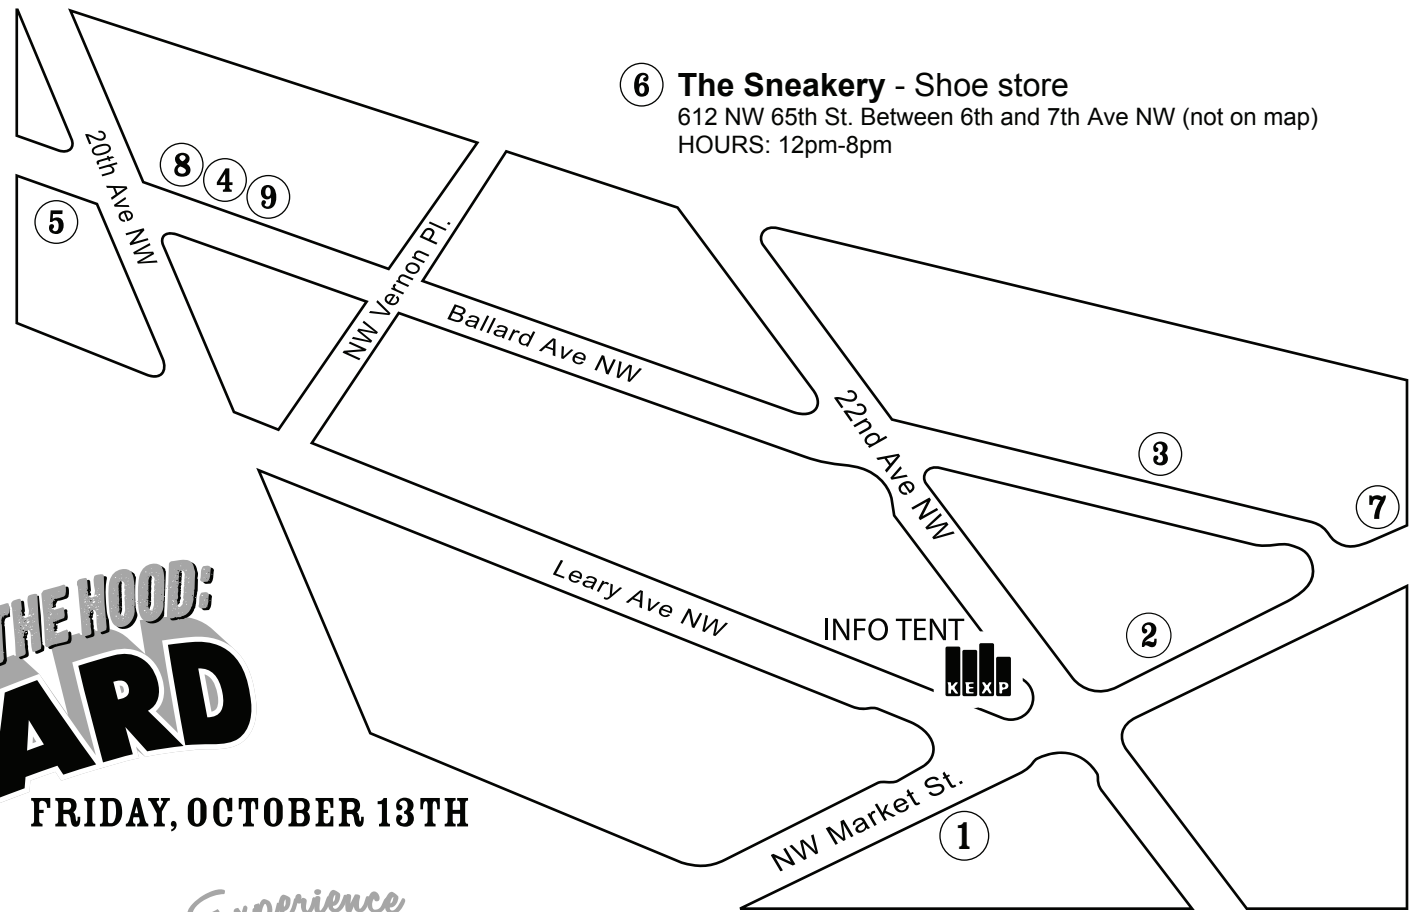 6 The Sneakery - Shoe store
612 NW 65th St. Between 6th and 7th Ave NW (not on map)
HOURS: 12pm-8pm
20th Ave NW
8 4 9
5
NW Vernon Pl.
Ballard Ave NW
22nd Ave NW
3
7
Leary Ave NW
INFO TENT
KEXP
2
NW Market St.
1
THE HOOD:
ARD
FRIDAY, OCTOBER 13TH
Experience